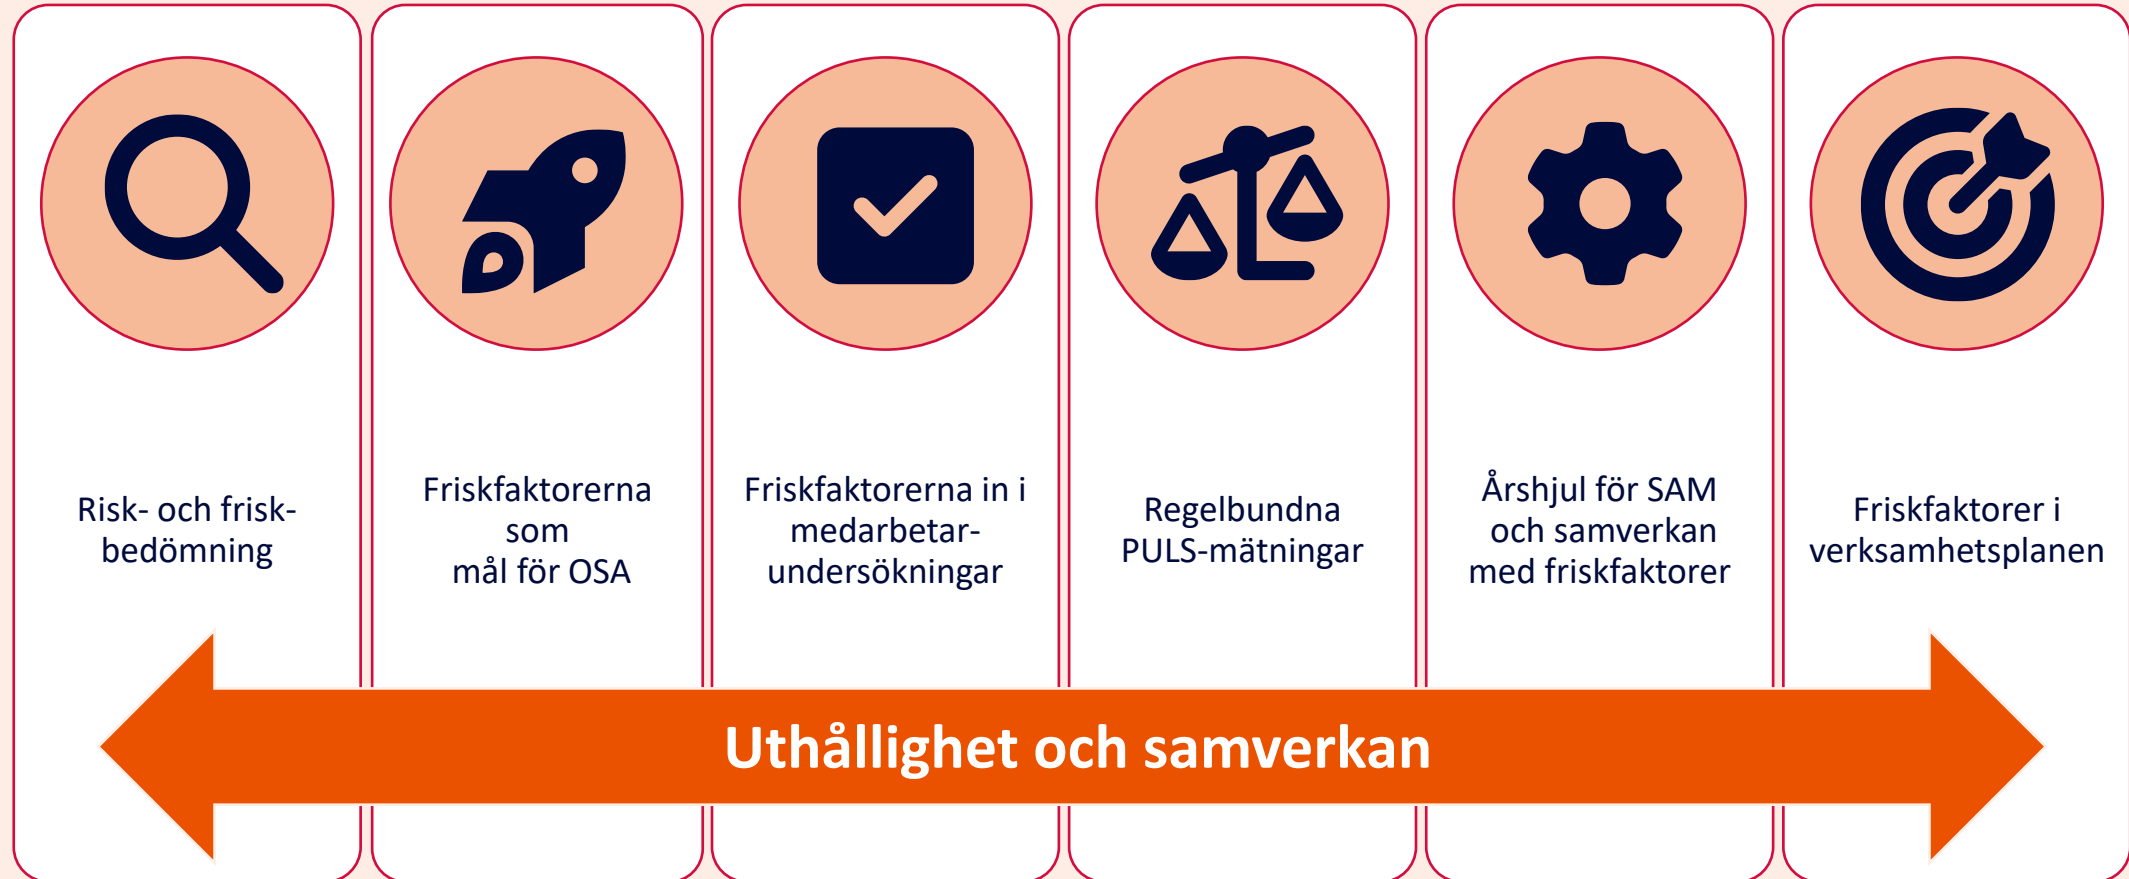 Risk- och frisk-
bedömning
Friskfaktorerna
som
mål för OSA
Friskfaktorerna in i
medarbetar-
undersökningar
Regelbundna
PULS-mätningar
Årshjul för SAM
och samverkan
med friskfaktorer
Friskfaktorer i
verksamhetsplanen
Uthållighet och samverkan